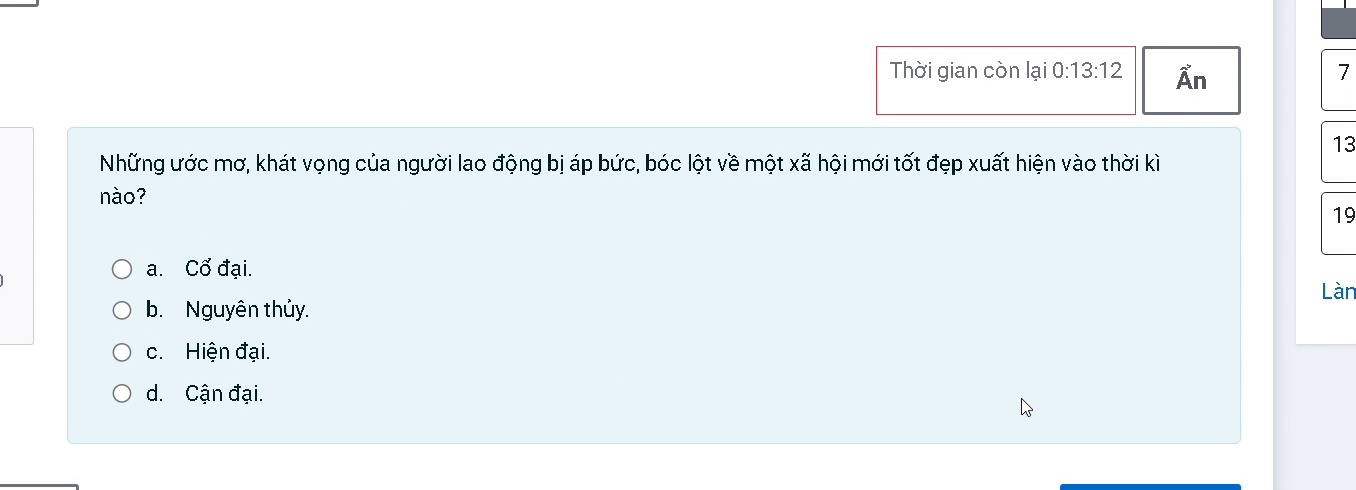 Thời gian còn lại 0:13:12
Ẩn
7
Những ước mơ, khát vọng của người lao động bị áp bức, bóc lột về một xã hội mới tốt đẹp xuất hiện vào thời kì
nào?
13
19
a. Cổ đại.
b. Nguyên thủy.
c. Hiện đại.
d. Cận đại.